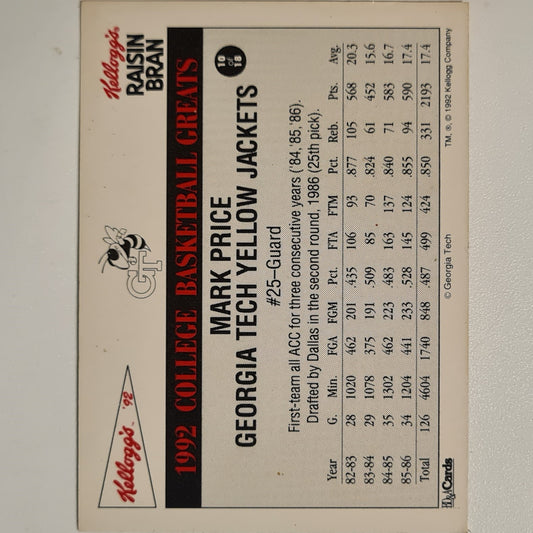 Kellogg's '92
GT
Kellogg's
RAISIN
BRAN
1992 COLLEGE BASKETBALL GREATS
MARK PRICE
10 OF 18
GEORGIA TECH YELLOW JACKETS
#25–Guard
First-team all ACC for three consecutive years ('84, '85, '86).
Drafted by Dallas in the second round, 1986 (25th pick).
Year G. Min. FGA FGM Pct. FTA FTM Pct. Reb. Pts. Avg.
82-83 28 1020 462 201 .435 106 93 .877 105 568 20.3
83-84 29 1078 375 191 .509 85 70 .824 61 452 15.6
84-85 35 1302 462 223 .483 163 137 .840 71 583 16.7
85-86 34 1204 441 233 .528 145 124 .855 94 590 17.4
Total 126 4604 1740 848 .487 499 424 .850 331 2193 17.4
Cards © Georgia Tech TM, ®, © 1992 Kellogg Company